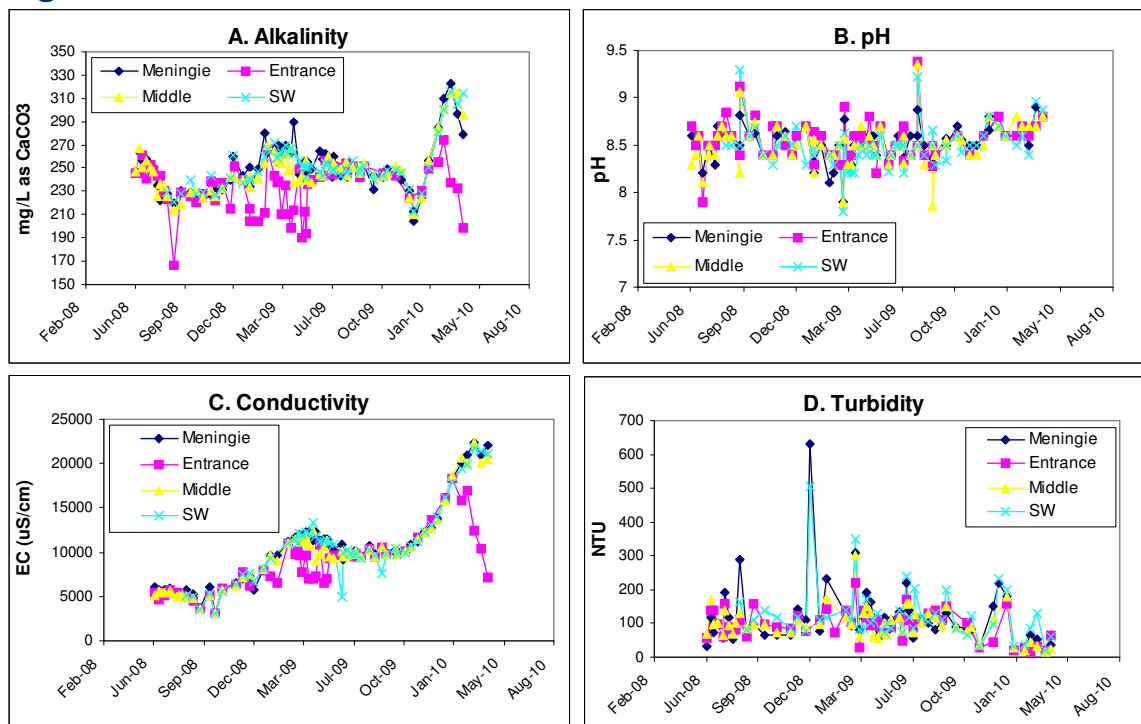 A. Alkalinity
Meningie Entrance
Middle SW
mg/L as CaCO3
350
330
310
290
270
250
230
210
190
170
150
Feb-08 Jun-08 Sep-08 Dec-08 Mar-09 Jul-09 Oct-09 Jan-10 May-10 Aug-10
B. pH
pH
9.5
9
8.5
8
7.5
7
Meningie Entrance
Middle SW
Feb-08 Jun-08 Sep-08 Dec-08 Mar-09 Jul-09 Oct-09 Jan-10 May-10 Aug-10
C. Conductivity
Meningie
Entrance
Middle
SW
EC (uS/cm)
25000
20000
15000
10000
5000
0
Feb-08 Jun-08 Sep-08 Dec-08 Mar-09 Jul-09 Oct-09 Jan-10 May-10 Aug-10
D. Turbidity
Meningie
Entrance
Middle
SW
NTU
700
600
500
400
300
200
100
0
Feb-08 Jun-08 Sep-08 Dec-08 Mar-09 Jul-09 Oct-09 Jan-10 May-10 Aug-10